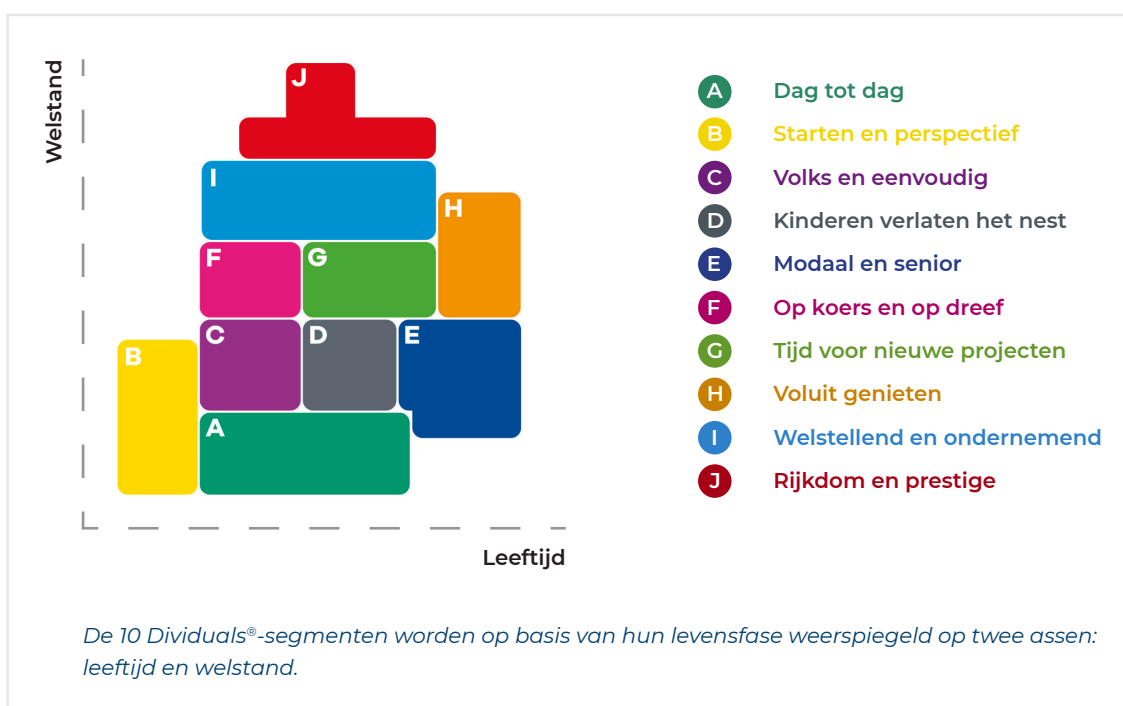 Welstand
J
I
H
F
G
C
D
E
B
A
Leeftijd
A Dag tot dag
B Starten en perspectief
C Volks en eenvoudig
D Kinderen verlaten het nest
E Modaal en senior
F Op koers en op dreef
G Tijd voor nieuwe projecten
H Voluit genieten
I Welstellend en ondernemend
J Rijkdom en prestige
De 10 Dividuals®-segmenten worden op basis van hun levensfase weerspiegeld op twee assen:
leeftijd en welstand.